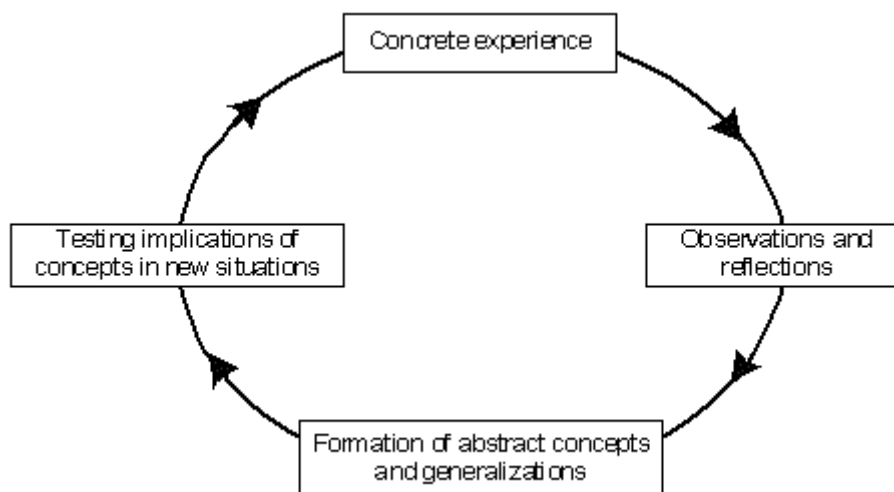 Concrete experience
Testing implications of
concepts in new situations
Observations and
reflections
Formation of abstract concepts
and generalizations